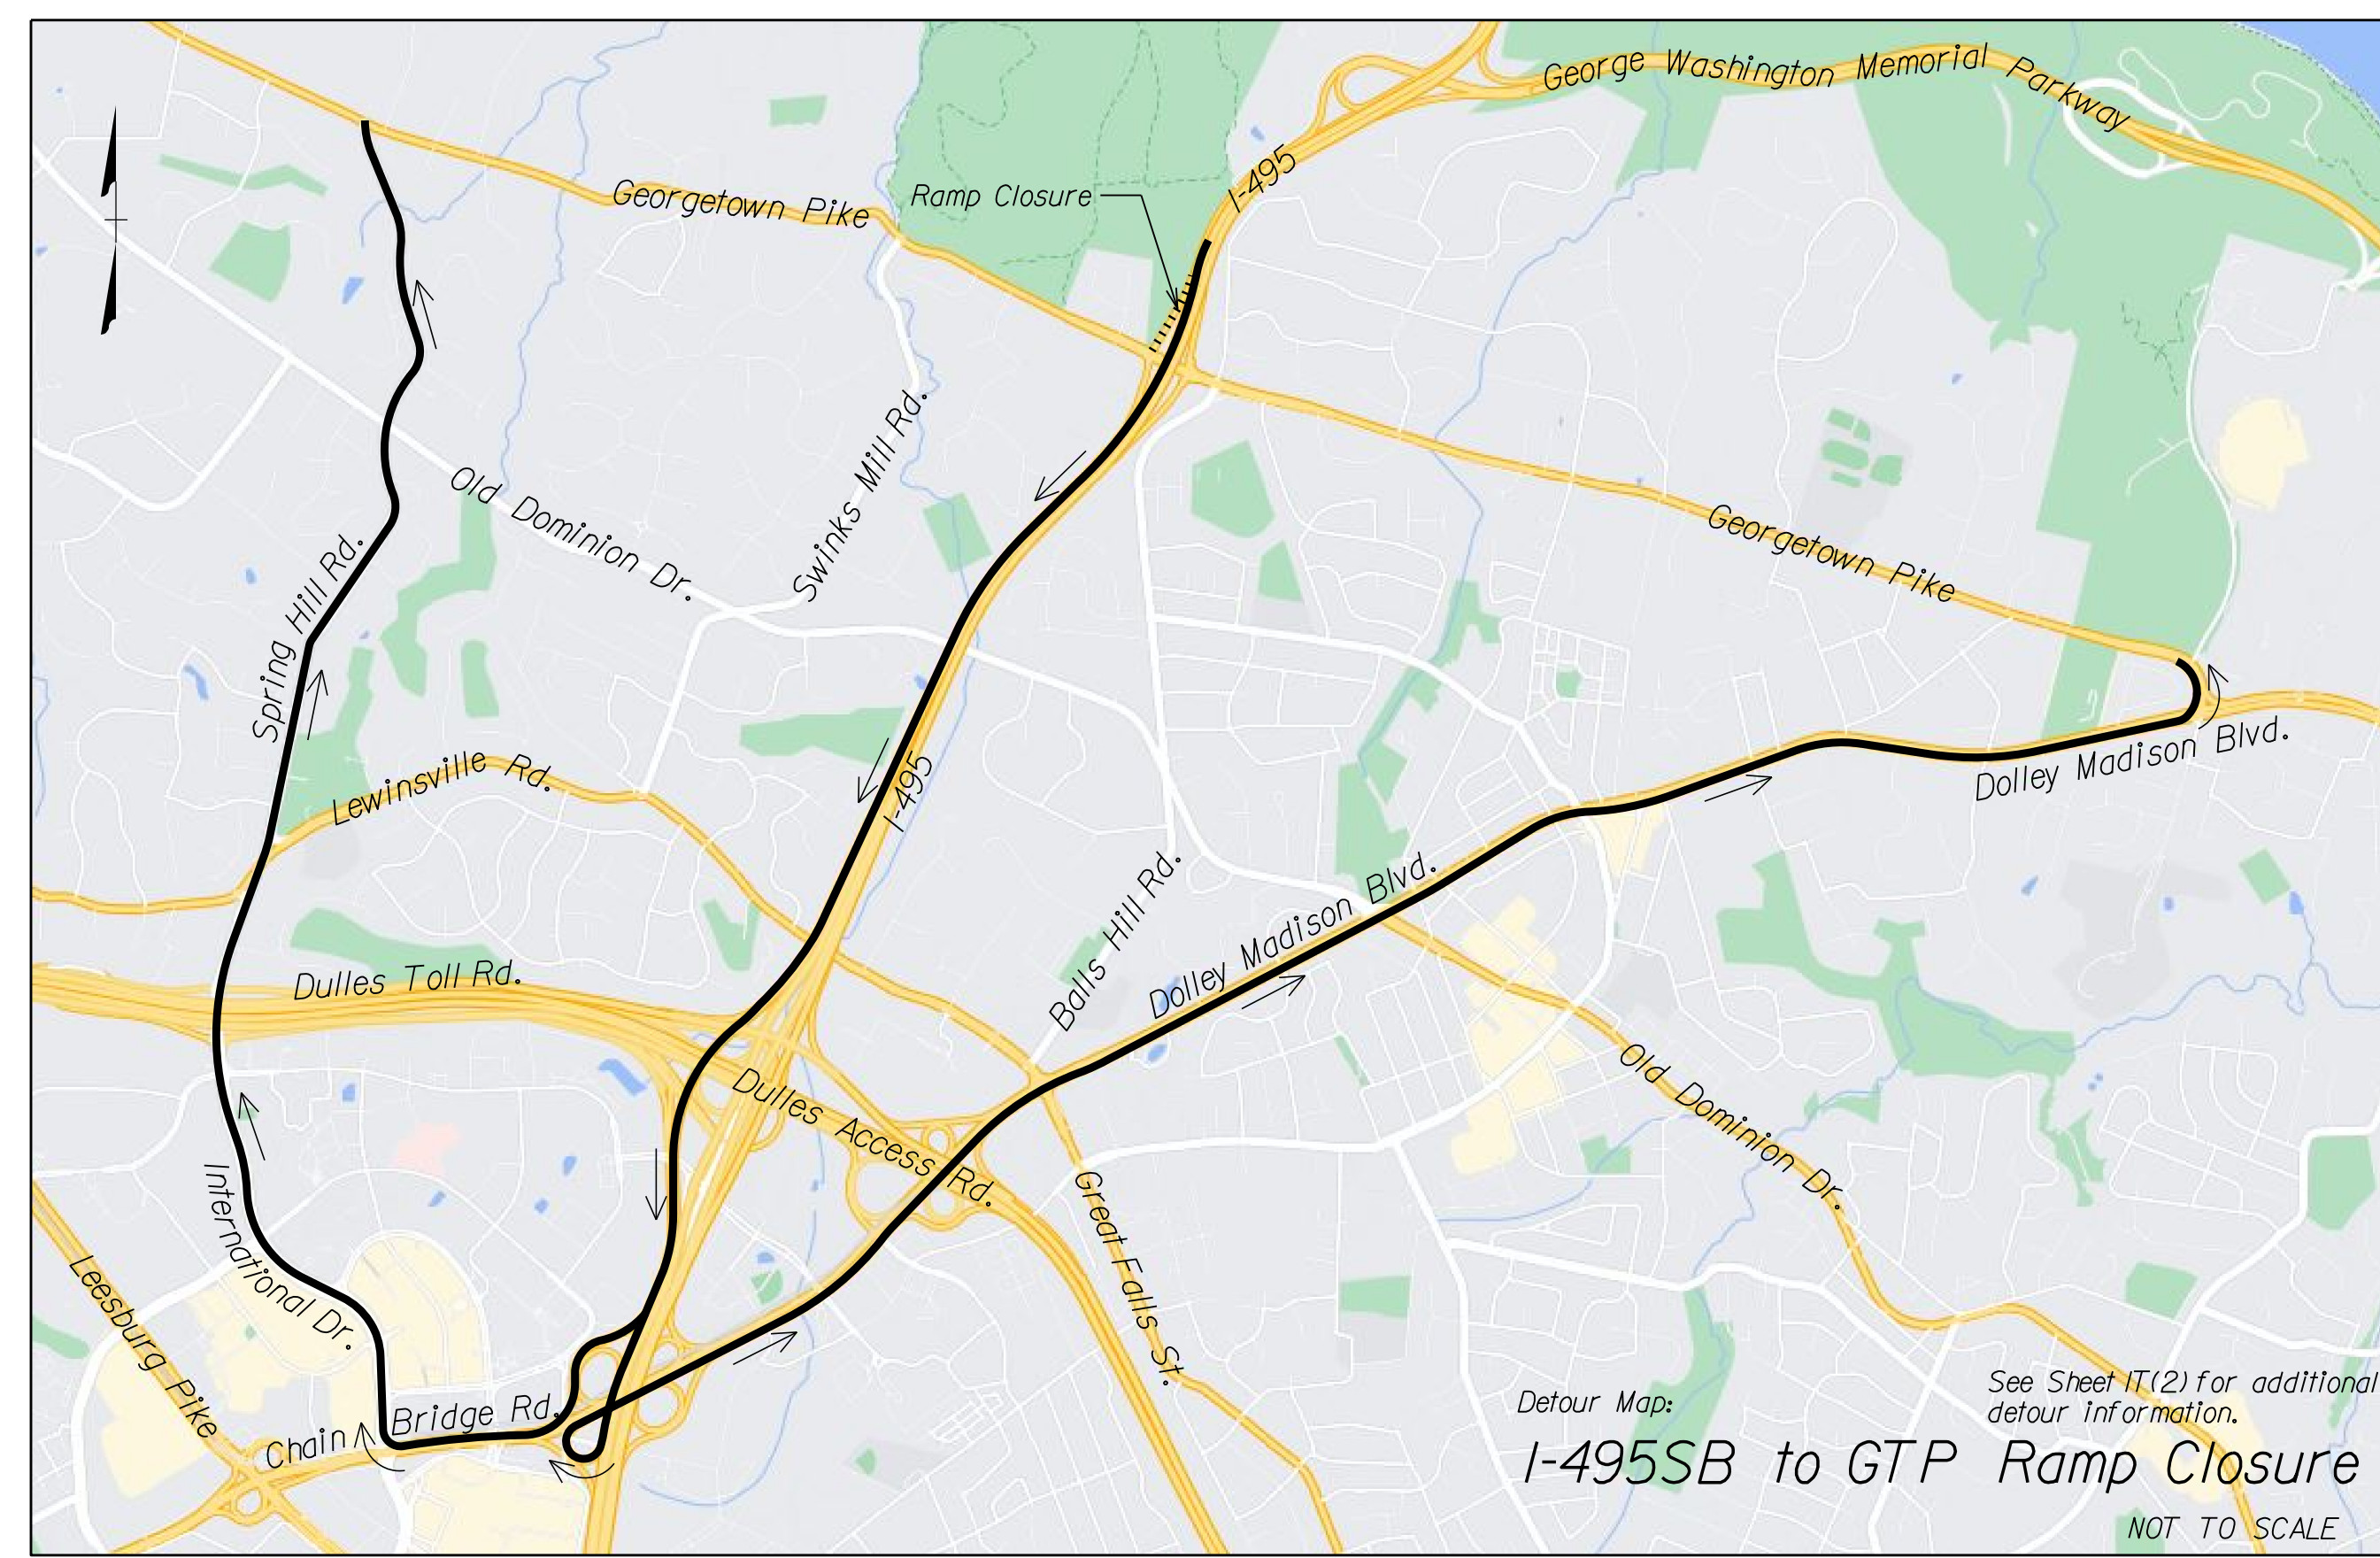 George Washington Memorial Parkway
I-495
Ramp Closure
Georgetown Pike
Swinks Mill Rd.
Old Dominion Dr.
Georgetown Pike
Spring Hill Rd.
Lewinsville Rd.
I-495
Dolley Madison Blvd.
Balls Hill Rd.
Dolley Madison Blvd.
Dulles Toll Rd.
Dulles Access Rd.
Old Dominion Dr.
International Dr.
Great Falls St.
Leesburg Pike
Chain Bridge Rd.
Detour Map:
See Sheet 1T(2) for additional
detour information.
I-495SB to GTP Ramp Closure
NOT TO SCALE